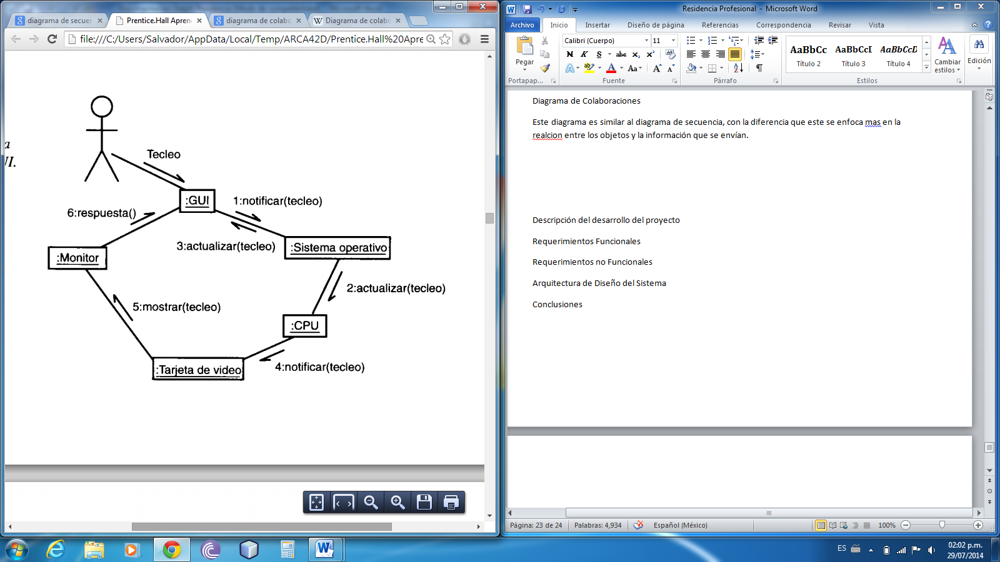 diagrama de secuer
Prentice.Hall Apren
diagrama de colabo
Diagrama de colabo
file:///C:/Users/Salvador/AppData/Local/Temp/ARCA42D/Prentice.Hall%20Apre
a
VI.
Tecleo
:GUI
1:notificar(tecleo)
6:respuesta()
3:actualizar(tecleo)
:Sistema operativo
:Monitor
2:actualizar(tecleo)
5:mostrar(tecleo)
:CPU
4:notificar(tecleo)
:Tarjeta de video
Residencia Profesional - Microsoft Word
Archivo
Inicio
Insertar
Diseño de página
Referencias
Correspondencia
Revisar
Vista
Pegar
Calibri (Cuerpo)
11
N K S abc x₂ x²
A ab A Aa A A
AaBbCc
Título 2
AaBbCcI
Título 3
AaBbCcD
Título 4
Cambiar
estilos
Edición
Portapap...
Fuente
Párrafo
Estilos
Diagrama de Colaboraciones
Este diagrama es similar al diagrama de secuencia, con la diferencia que este se enfoca mas en la
realcion entre los objetos y la información que se envían.
Descripción del desarrollo del proyecto
Requerimientos Funcionales
Requerimientos no Funcionales
Arquitectura de Diseño del Sistema
Conclusiones
Página: 23 de 24
Palabras: 4,934
Español (México)
100%
ES
02:02 p.m.
29/07/2014